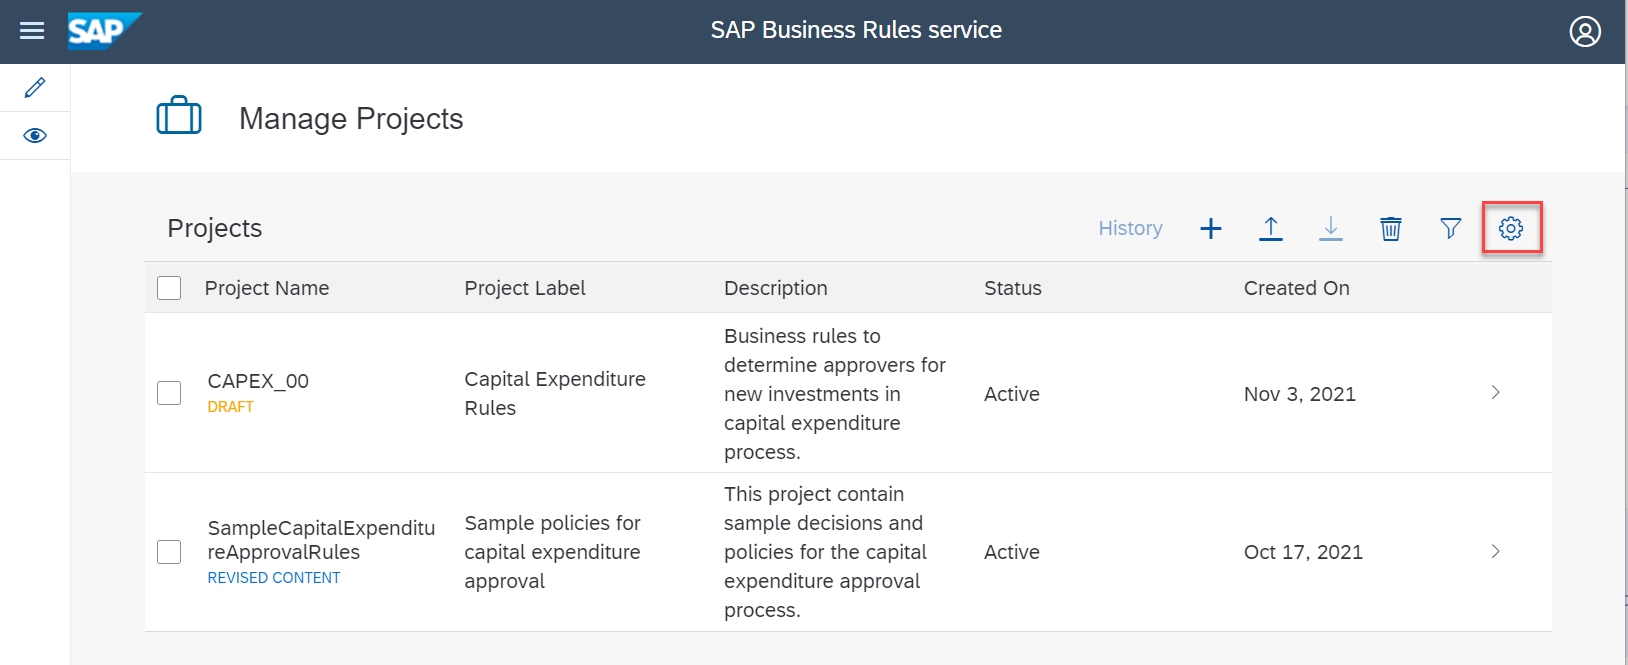 SAP
SAP Business Rules service
Manage Projects
Projects
History
Project Name
Project Label
Description
Status
Created On
CAPEX_00
DRAFT
Capital Expenditure
Rules
Business rules to
determine approvers for
new investments in
capital expenditure
process.
Active
Nov 3, 2021
SampleCapitalExpenditu
reApprovalRules
REVISED CONTENT
Sample policies for
capital expenditure
approval
This project contain
sample decisions and
policies for the capital
expenditure approval
process.
Active
Oct 17, 2021